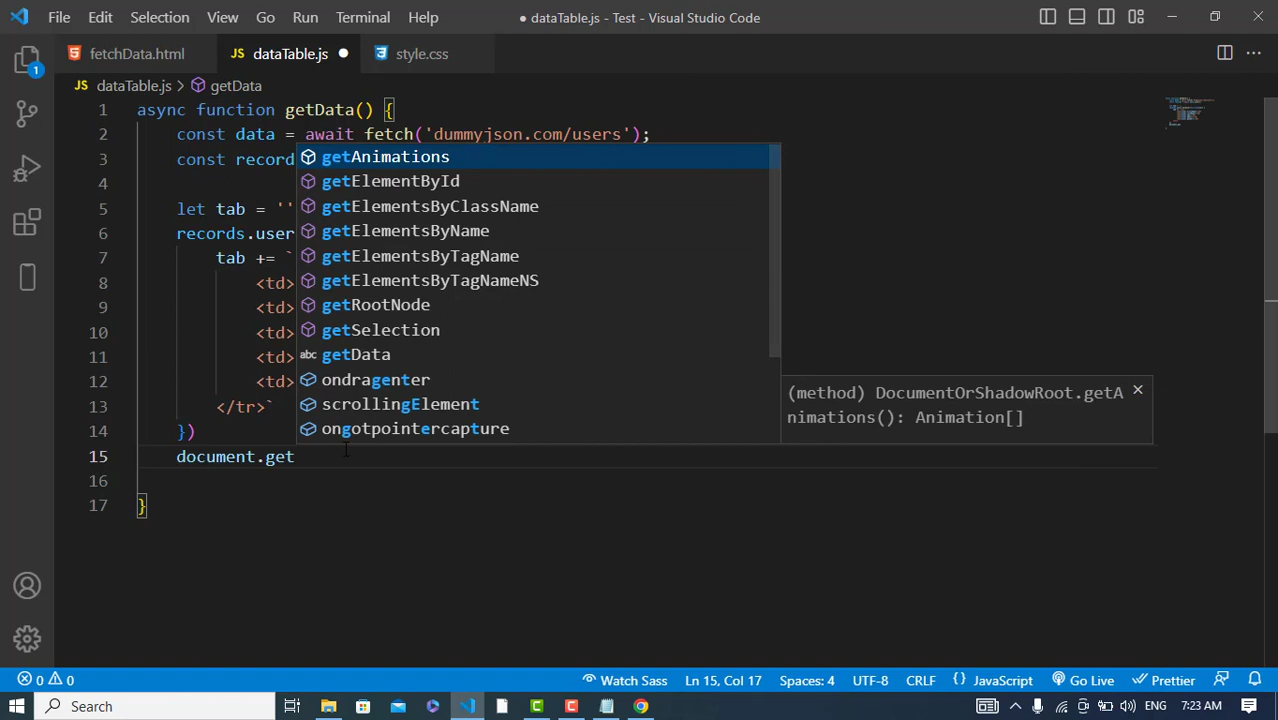 File Edit Selection View Go Run Terminal Help ● dataTable.js - Test - Visual Studio Code
fetchData.html JS dataTable.js ● style.css
JS dataTable.js > getData
1 async function getData() {
2 const data = await fetch('dummyjson.com/users');
3 const record
4
5 let tab = ''
6 records.user
7 tab += `
8 <td>
9 <td>
10 <td>
11 <td>
12 <td>
13 </tr>`
14 })
15 document.get
16
17 }
getAnimations
getElementById
getElementsByClassName
getElementsByName
getElementsByTagName
getElementsByTagNameNS
getRootNode
getSelection
abc getData
ondragenter
scrollingElement
ongotpointercapture
(method) DocumentOrShadowRoot.getA
nimations(): Animation[]
1
0 0 Watch Sass Ln 15, Col 17 Spaces: 4 UTF-8 CRLF {} JavaScript Go Live Prettier
Search ENG 7:23 AM